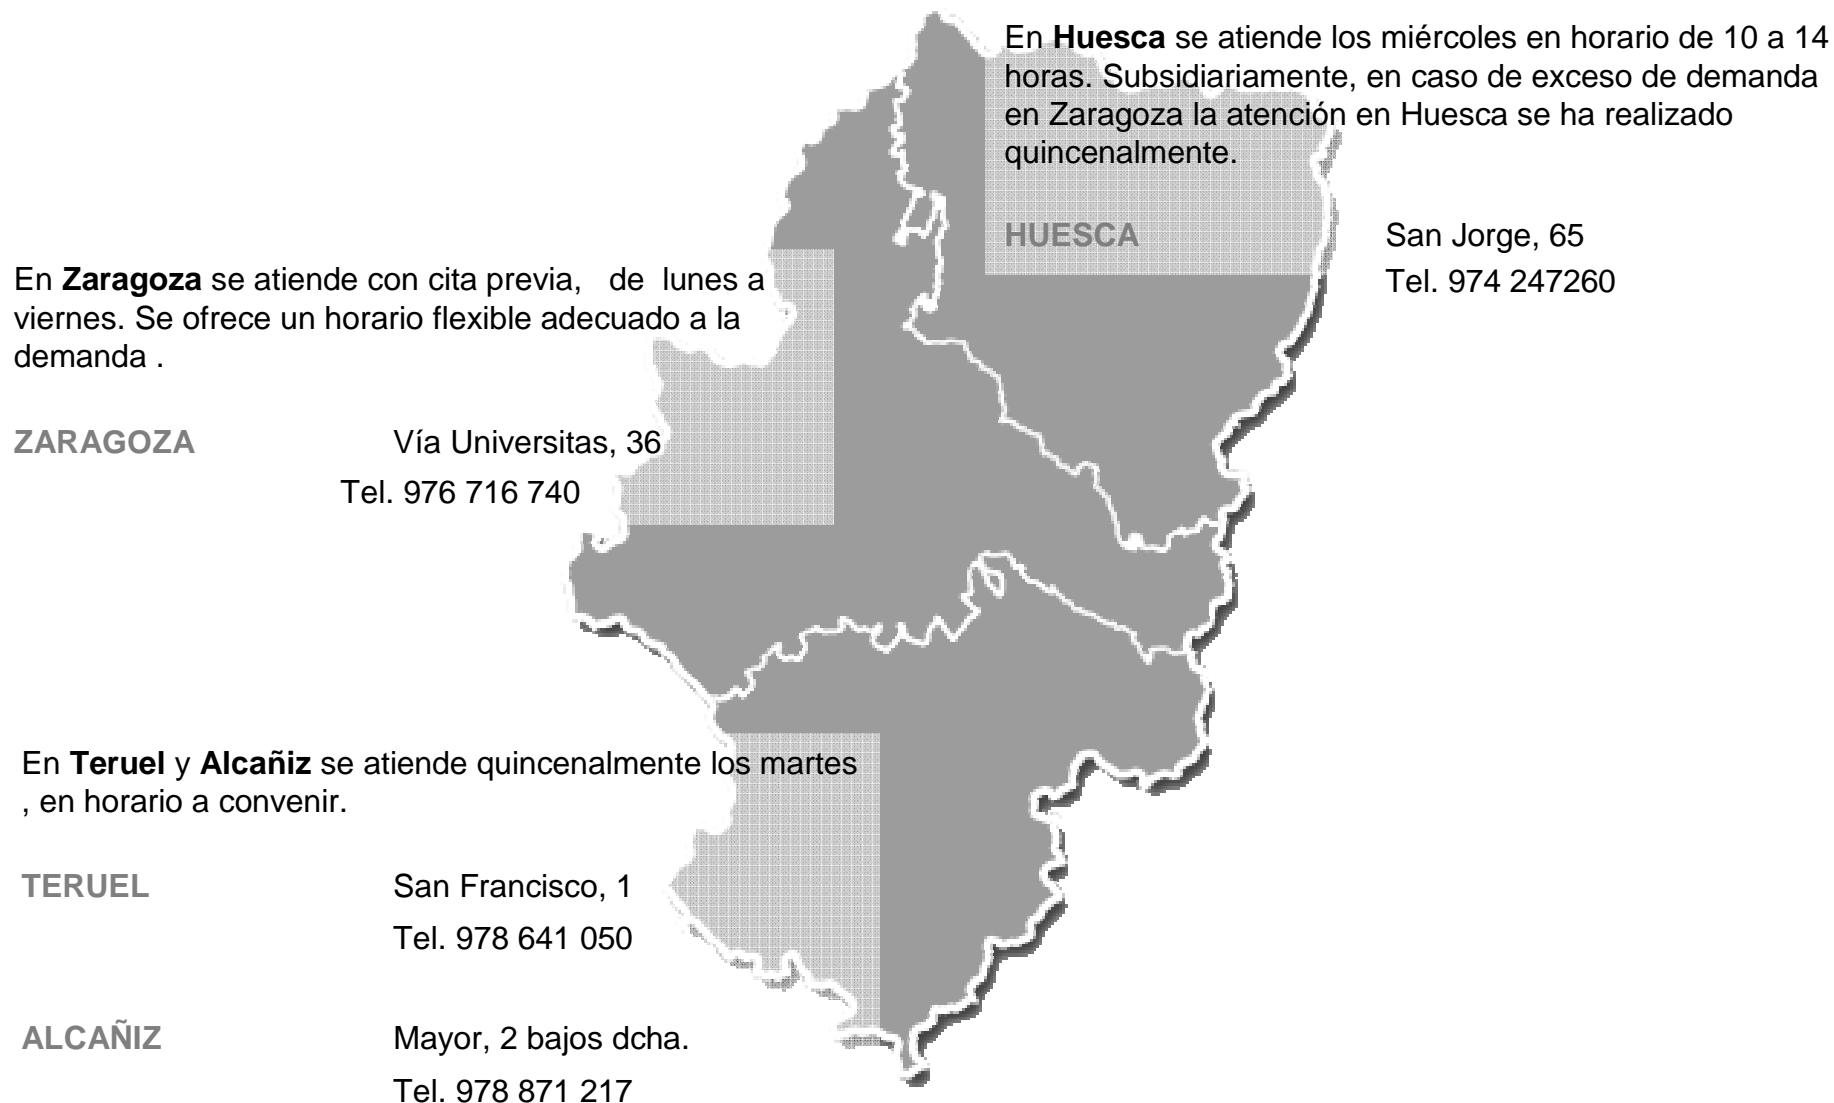 En Huesca se atiende los miércoles en horario de 10 a 14
horas. Subsidiariamente, en caso de exceso de demanda
en Zaragoza la atención en Huesca se ha realizado
quincenalmente.
HUESCA San Jorge, 65
Tel. 974 247260
En Zaragoza se atiende con cita previa, de lunes a
viernes. Se ofrece un horario flexible adecuado a la
demanda .
ZARAGOZA Vía Universitas, 36
Tel. 976 716 740
En Teruel y Alcañiz se atiende quincenalmente los martes
, en horario a convenir.
TERUEL San Francisco, 1
Tel. 978 641 050
ALCAÑIZ Mayor, 2 bajos dcha.
Tel. 978 871 217